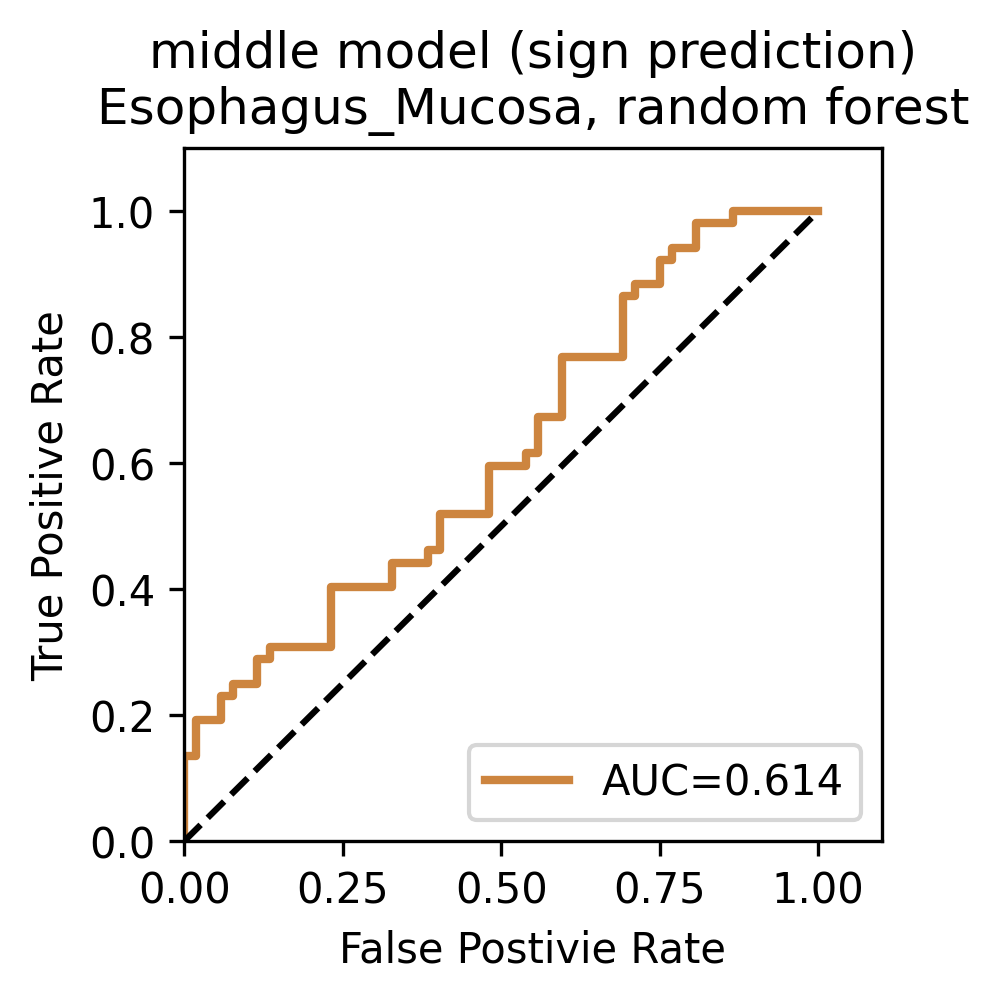 middle model (sign prediction)
Esophagus_Mucosa, random forest
1.0
0.8
0.6
0.4
0.2
0.0
True Positive Rate
AUC=0.614
0.00 0.25 0.50 0.75 1.00
False Postivie Rate